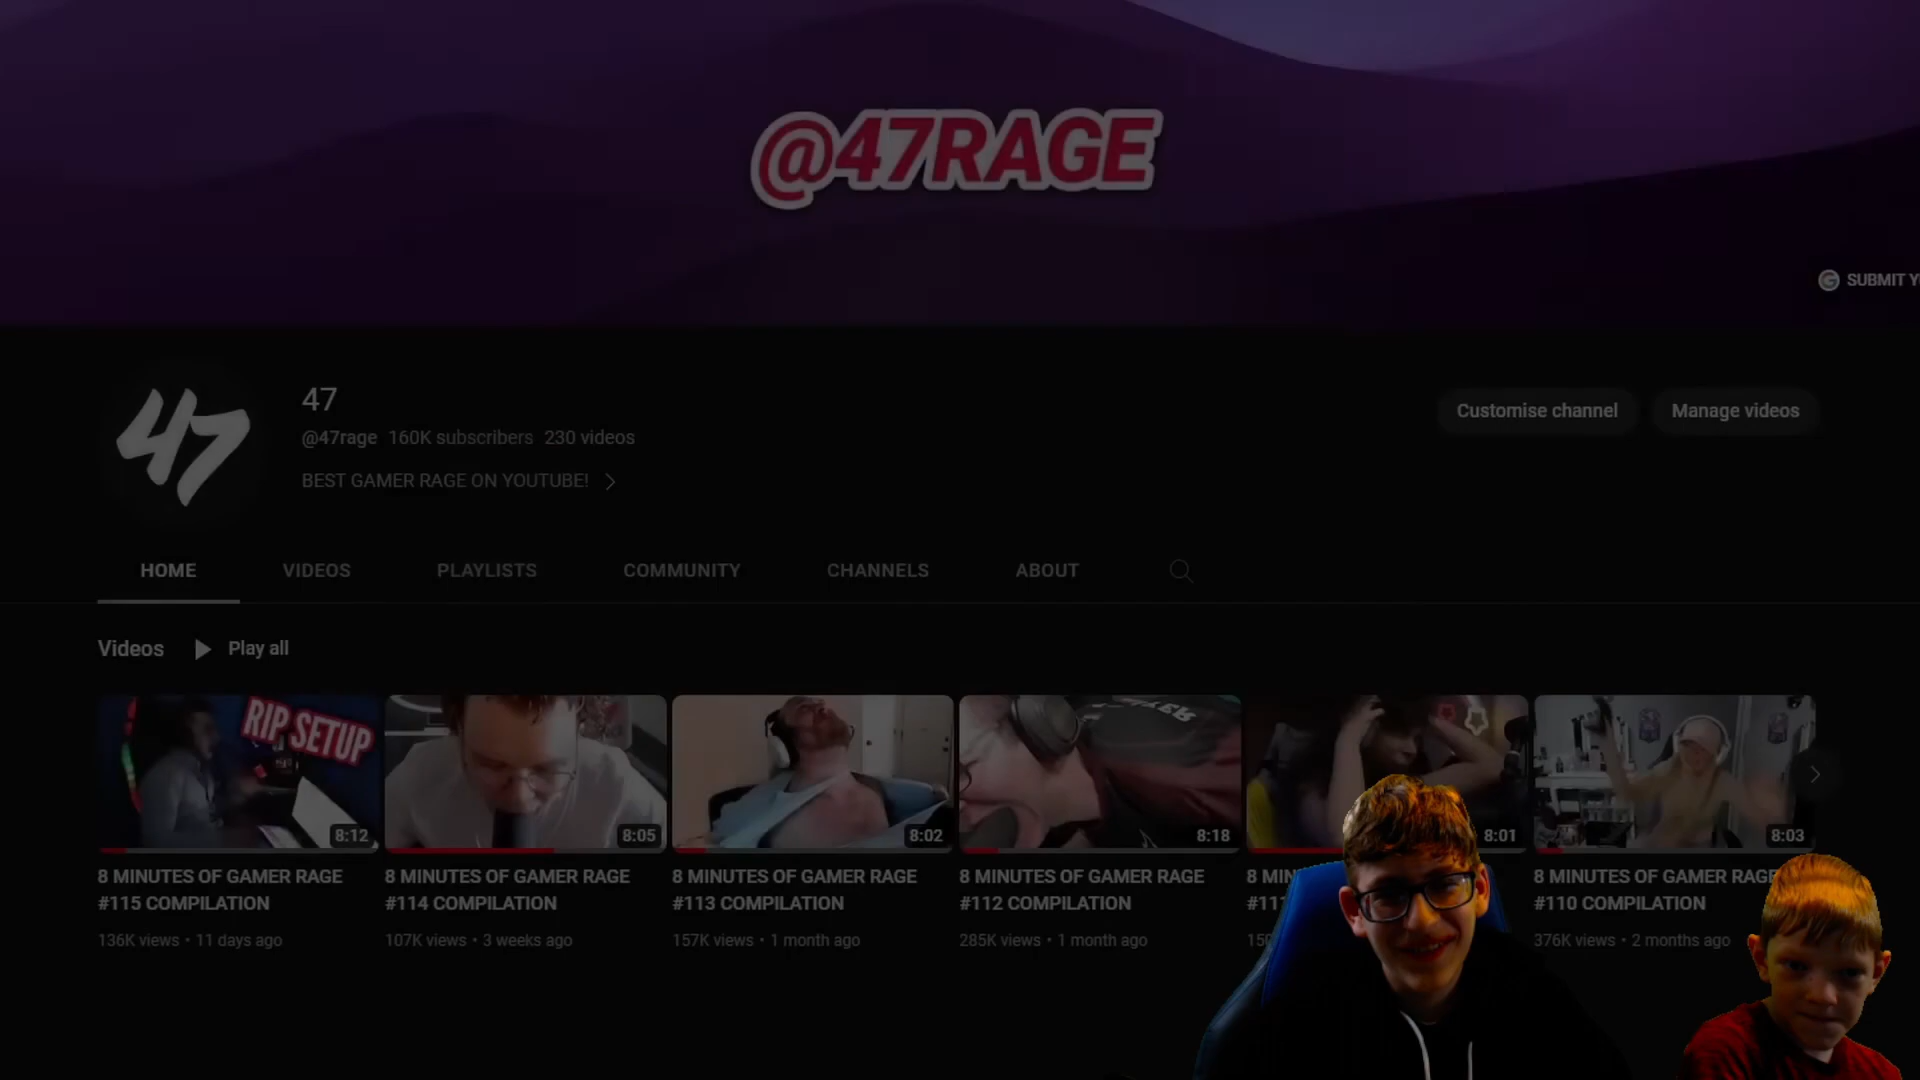 @47RAGE
SUBMIT
47
@47rage 160K subscribers 230 videos
BEST GAMER RAGE ON YOUTUBE!
Customise channel Manage videos
HOME VIDEOS PLAYLISTS COMMUNITY CHANNELS ABOUT
Videos Play all
RIP SETUP
8:12 8:05 8:02 8:18 8:01 8:03
8 MINUTES OF GAMER RAGE
#115 COMPILATION
136K views • 11 days ago
8 MINUTES OF GAMER RAGE
#114 COMPILATION
107K views • 3 weeks ago
8 MINUTES OF GAMER RAGE
#113 COMPILATION
157K views • 1 month ago
8 MINUTES OF GAMER RAGE
#112 COMPILATION
285K views • 1 month ago
8 MINUTES OF GAMER RAGE
#110 COMPILATION
376K views • 2 months ago